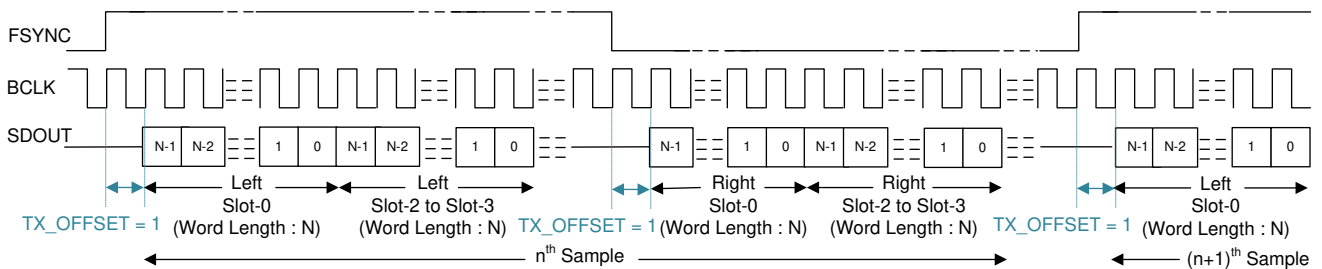 FSYNC
BCLK
SDOUT
N-1 N-2 1 0 N-1 N-2 1 0 N-1 1 0 N-1 N-2 1 0 N-1 N-2 1 0
Left Left Right Right Left
Slot-0 Slot-2 to Slot-3 Slot-0 Slot-2 to Slot-3 Slot-0
TX_OFFSET = 1 (Word Length : N) (Word Length : N) TX_OFFSET = 1 (Word Length : N) (Word Length : N) TX_OFFSET = 1 (Word Length : N)
nth Sample (n+1)th Sample